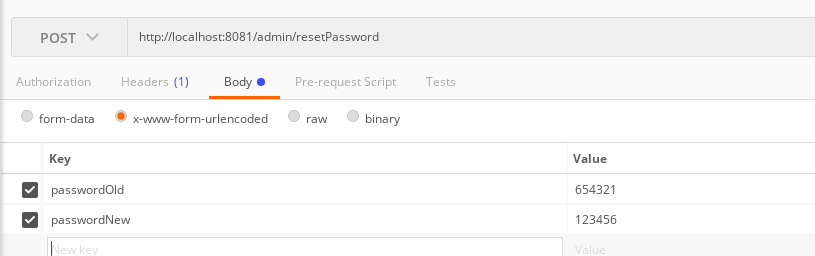 POST http://localhost:8081/admin/resetPassword
Authorization Headers (1) Body Pre-request Script Tests
form-data x-www-form-urlencoded raw binary
Key Value
passwordOld 654321
passwordNew 123456
New key Value